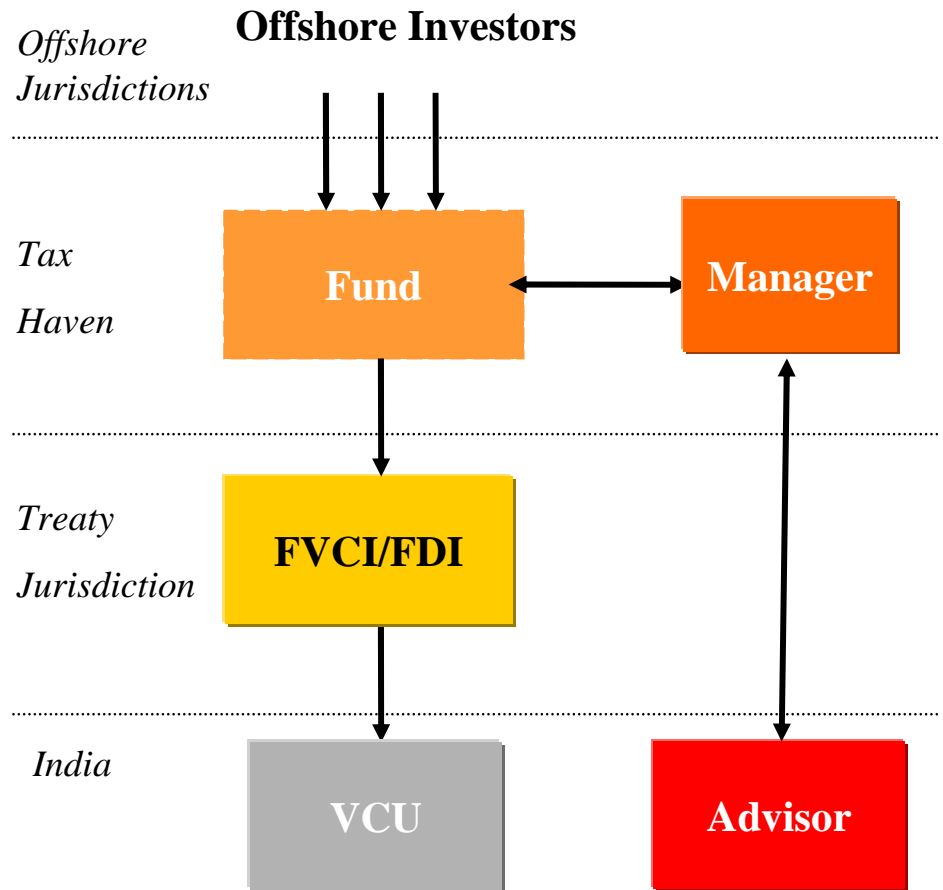 Offshore Investors
Offshore
Jurisdictions
Tax
Haven
Fund
Manager
Treaty
Jurisdiction
FVCI/FDI
India
VCU
Advisor